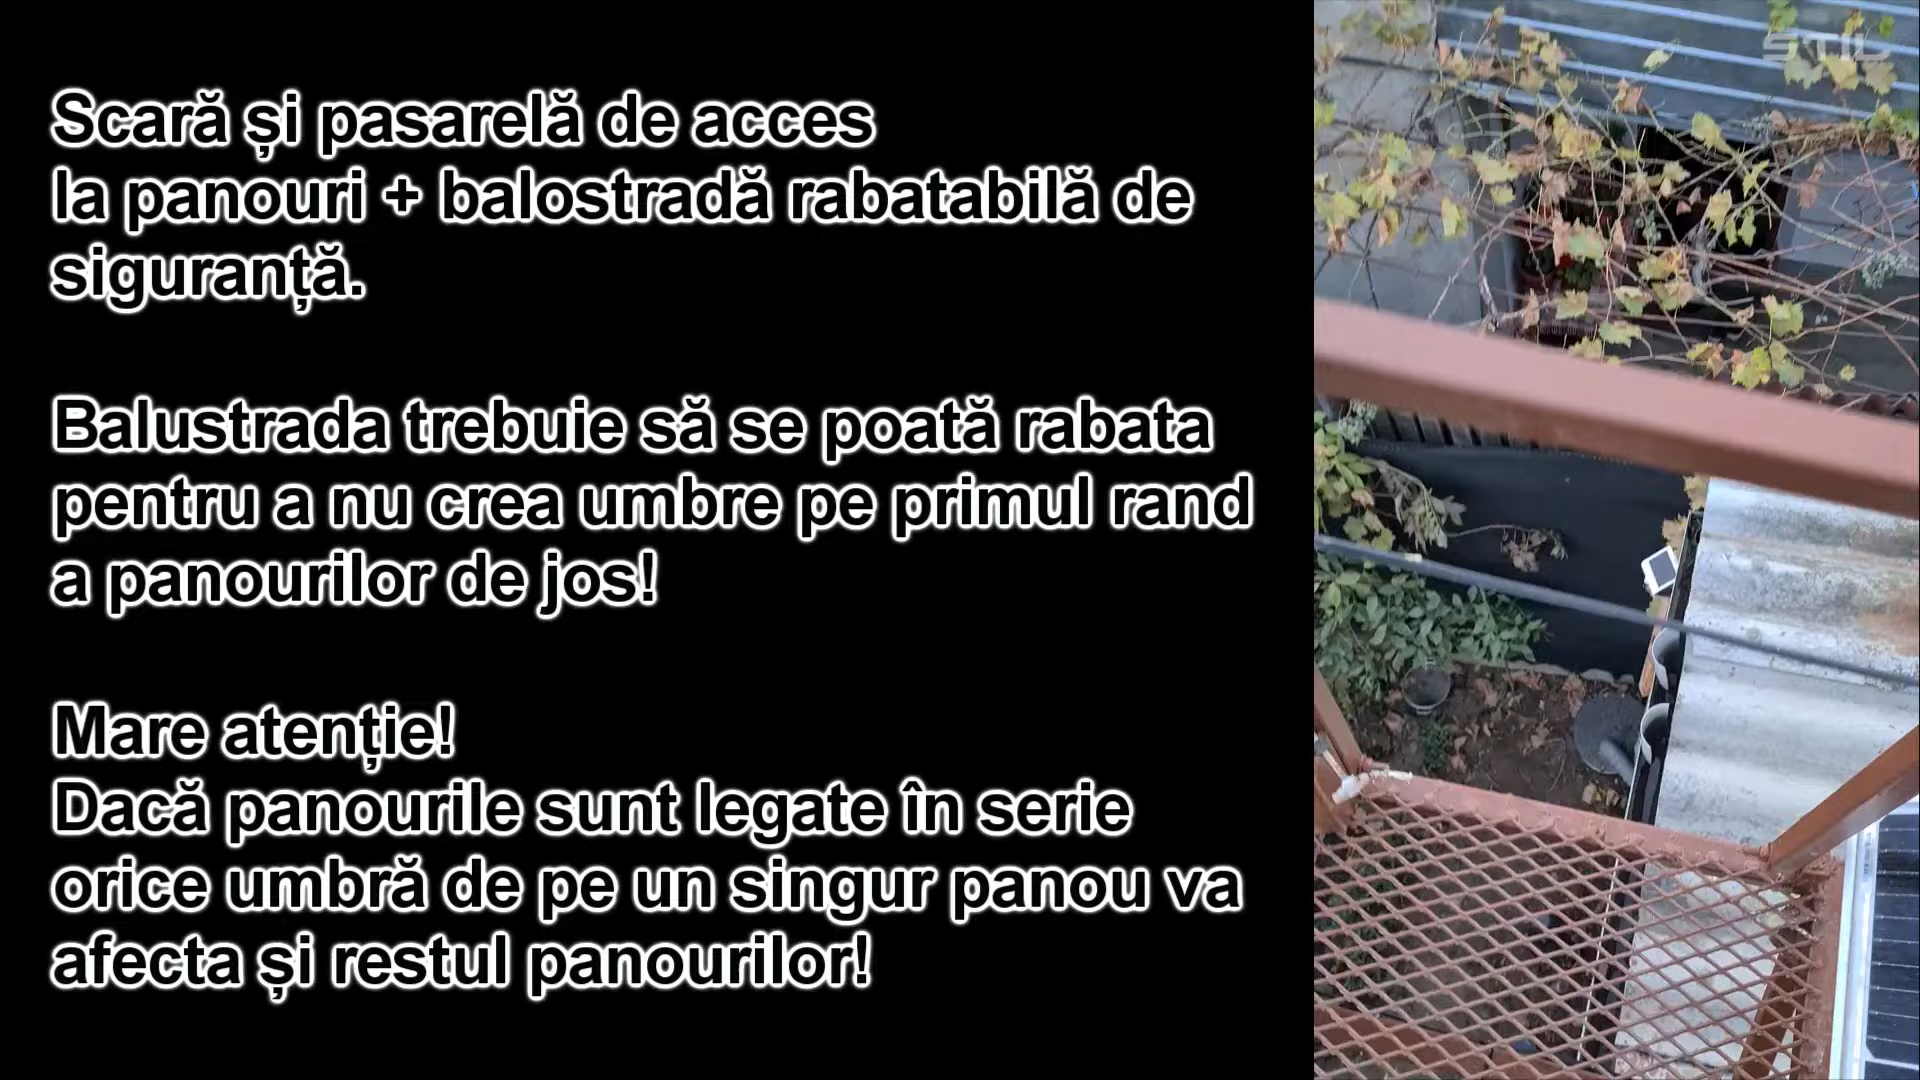 STIL
Scară și pasarelă de acces
la panouri + balostradă rabatabilă de
siguranță.
Balustrada trebuie să se poată rabata
pentru a nu crea umbre pe primul rand
a panourilor de jos!
Mare atenție!
Dacă panourile sunt legate în serie
orice umbră de pe un singur panou va
afecta și restul panourilor!